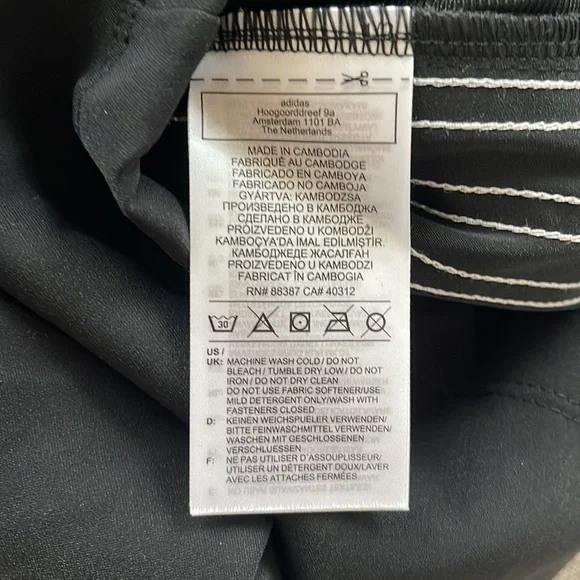 adidas
Hoogoorddreef 9a
Amsterdam 1101 BA
The Netherlands
MADE IN CAMBODIA
FABRIQUÉ AU CAMBODGE
FABRICADO EN CAMBOYA
FABRICADO NO CAMBOJA
GYÁRTVA: KAMBODZSA
ПРОИЗВЕДЕНО В КАМБОДЖА
СДЕЛАНО В КАМБОДЖЕ
PROIZVEDENO U KOMBODŽI
KAMBOÇYA'DA İMAL EDİLMİŞTİR.
КАМБОДЖЕДЕ ЖАСАЛҒАН
PROIZVEDENO V KAMBODŽI
FABRICAT ÎN CAMBOGIA
RN# 88387 CA# 40312
30
US /
UK: MACHINE WASH COLD / DO NOT
BLEACH / TUMBLE DRY LOW / DO NOT
IRON / DO NOT DRY CLEAN
DO NOT USE FABRIC SOFTENER/USE
MILD DETERGENT ONLY/WASH WITH
FASTENERS CLOSED
D: KEINEN WEICHSPUELER VERWENDEN/
BITTE FEINWASCHMITTEL VERWENDEN/
WASCHEN MIT GESCHLOSSENEN
VERSCHLUESSEN
F: NE PAS UTILISER D'ASSOUPLISSEUR/
UTILISER UN DÉTERGENT DOUX/LAVER
AVEC LES ATTACHES FERMÉES